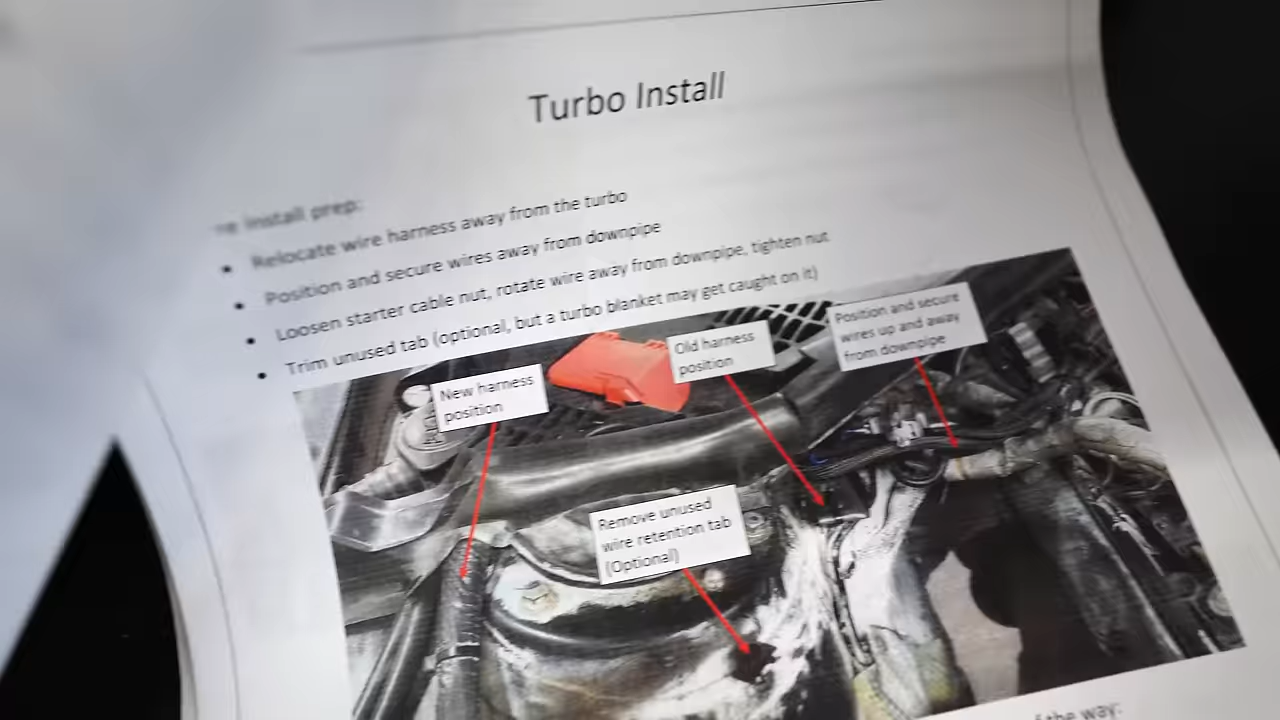 Turbo Install
install prep:
Relocate wire harness away from the turbo
Position and secure wires away from downpipe
Loosen starter cable nut, rotate wire away from downpipe, tighten nut
Trim unused tab (optional, but a turbo blanket may get caught on it)
New harness
position
Old harness
position
Position and secure
wires up and away
from downpipe
Remove unused
wire retention tab
(Optional)
the way: